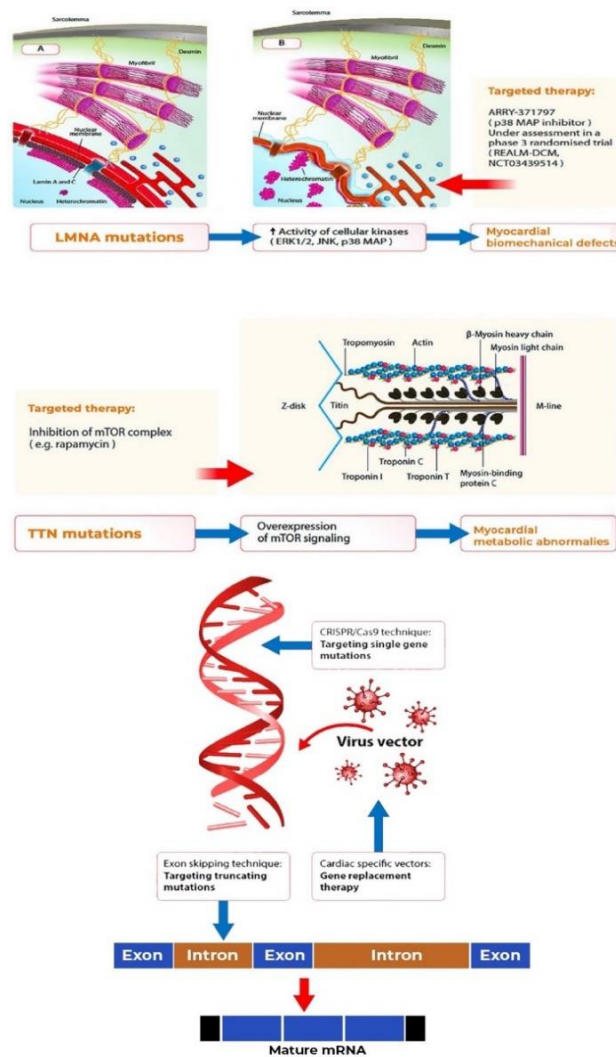 Sarcolemma
A
Desmin
Myofibril
Nuclear
membrane
Lamin A and C
Nucleus
Heterochromatin
Sarcolemma
B
Desmin
Myofibril
Nuclear
membrane
Heterochromatin
Nucleus
Targeted therapy:
ARRY-371797
( p38 MAP inhibitor )
Under assessment in a
phase 3 randomised trial
( REALM-DCM,
NCT03439514 )
LMNA mutations
↑ Activity of cellular kinases
( ERK1/2, JNK, p38 MAP )
Myocardial
biomechanical defects
Targeted therapy:
Inhibition of mTOR complex
( e.g. rapamycin )
Tropomyosin
Actin
β-Myosin heavy chain
Myosin light chain
Z-disk
Titin
M-line
Troponin I
Troponin C
Troponin T
Myosin-binding
protein C
TTN mutations
Overexpression
of mTOR signaling
Myocardial
metabolic abnormalies
CRISPR/Cas9 technique:
Targeting single gene
mutations
Virus vector
Exon skipping technique:
Targeting truncating
mutations
Cardiac specific vectors:
Gene replacement
therapy
Exon
Intron
Exon
Intron
Exon
Mature mRNA